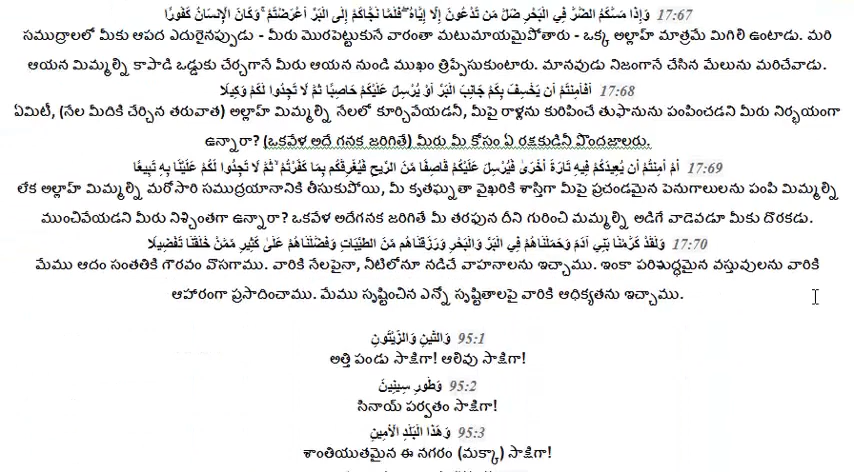 17:67 وَإِذَا مَسَّكُمُ الضُّرُّ فِي الْبَحْرِ ضَلَّ مَن تَدْعُونَ إِلَّا إِيَّاهُ ۖ فَلَمَّا نَجَّاكُمْ إِلَى الْبَرِّ أَعْرَضْتُمْ ۚ وَكَانَ الْإِنسَانُ كَفُورًا
సముద్రాలలో మీకు ఆపద ఎదురైనప్పుడు - మీరు మొరపెట్టుకునే వారంతా మటుమాయమైపోతారు - ఒక్క అల్లాహ్ మాత్రమే మిగిలి ఉంటాడు. మరి
ఆయన మిమ్మల్ని కాపాడి ఒడ్డుకు చేర్చగానే మీరు ఆయన నుండి ముఖం త్రిప్పేసుకుంటారు. మానవుడు నిజంగానే చేసిన మేలును మరిచేవాడు.
17:68 أَفَأَمِنتُمْ أَن يَخْسِفَ بِكُمْ جَانِبَ الْبَرِّ أَوْ يُرْسِلَ عَلَيْكُمْ حَاصِبًا ثُمَّ لَا تَجِدُوا لَكُمْ وَكِيلًا
ఏమిటీ, (నేల మీదికి చేర్చిన తరువాత) అల్లాహ్ మిమ్మల్ని నేలలో కూర్చివేయడనీ, మీపై రాళ్లను కురిపించే తుఫానును పంపించడని మీరు నిర్భయంగా
ఉన్నారా? (ఒకవేళ అదే గనక జరిగితే) మీరు మీ కోసం ఏ రక్షకుడినీ పొందజాలరు.
17:69 أَمْ أَمِنتُمْ أَن يُعِيدَكُمْ فِيهِ تَارَةً أُخْرَىٰ فَيُرْسِلَ عَلَيْكُمْ قَاصِفًا مِّنَ الرِّيحِ فَيُغْرِقَكُم بِمَا كَفَرْتُمْ ۙ ثُمَّ لَا تَجِدُوا لَكُمْ عَلَيْنَا بِهِ تَبِيعًا
లేక అల్లాహ్ మిమ్మల్ని మరోసారి సముద్రయానానికి తీసుకుపోయి, మీ కృతఘ్నతా వైఖరికి శాస్తిగా మీపై ప్రచండమైన పెనుగాలులను పంపి మిమ్మల్ని
ముంచివేయడని మీరు నిశ్చింతగా ఉన్నారా? ఒకవేళ అదేగనక జరిగితే మీ తరఫున దీని గురించి మమ్మల్ని అడిగే వాడెవడూ మీకు దొరకడు.
17:70 وَلَقَدْ كَرَّمْنَا بَنِي آدَمَ وَحَمَلْنَاهُمْ فِي الْبَرِّ وَالْبَحْرِ وَرَزَقْنَاهُم مِّنَ الطَّيِّبَاتِ وَفَضَّلْنَاهُمْ عَلَىٰ كَثِيرٍ مِّمَّنْ خَلَقْنَا تَفْضِيلًا
మేము ఆదం సంతతికి గౌరవం వొసగాము. వారికి నేలపైనా, నీటిలోనూ నడిచే వాహనాలను ఇచ్చాము. ఇంకా పరిశుద్ధమైన వస్తువులను వారికి
ఆహారంగా ప్రసాదించాము. మేము సృష్టించిన ఎన్నో సృష్టితాలపై వారికి ఆధిక్యతను ఇచ్చాము.
95:1 وَالتِّينِ وَالزَّيْتُونِ
అత్తి పండు సాక్షిగా! ఆలివు సాక్షిగా!
95:2 وَطُورِ سِينِينَ
సినాయ్ పర్వతం సాక్షిగా!
95:3 وَهَٰذَا الْبَلَدِ الْأَمِينِ
శాంతియుతమైన ఈ నగరం (మక్కా) సాక్షిగా!